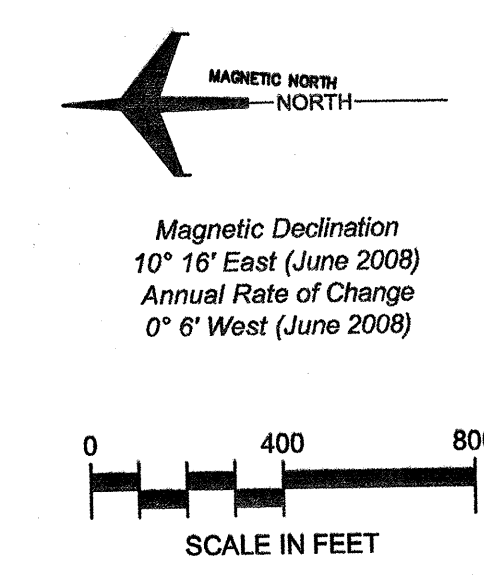 MAGNETIC NORTH
NORTH
Magnetic Declination
10° 16' East (June 2008)
Annual Rate of Change
0° 6' West (June 2008)
0 400 800
SCALE IN FEET